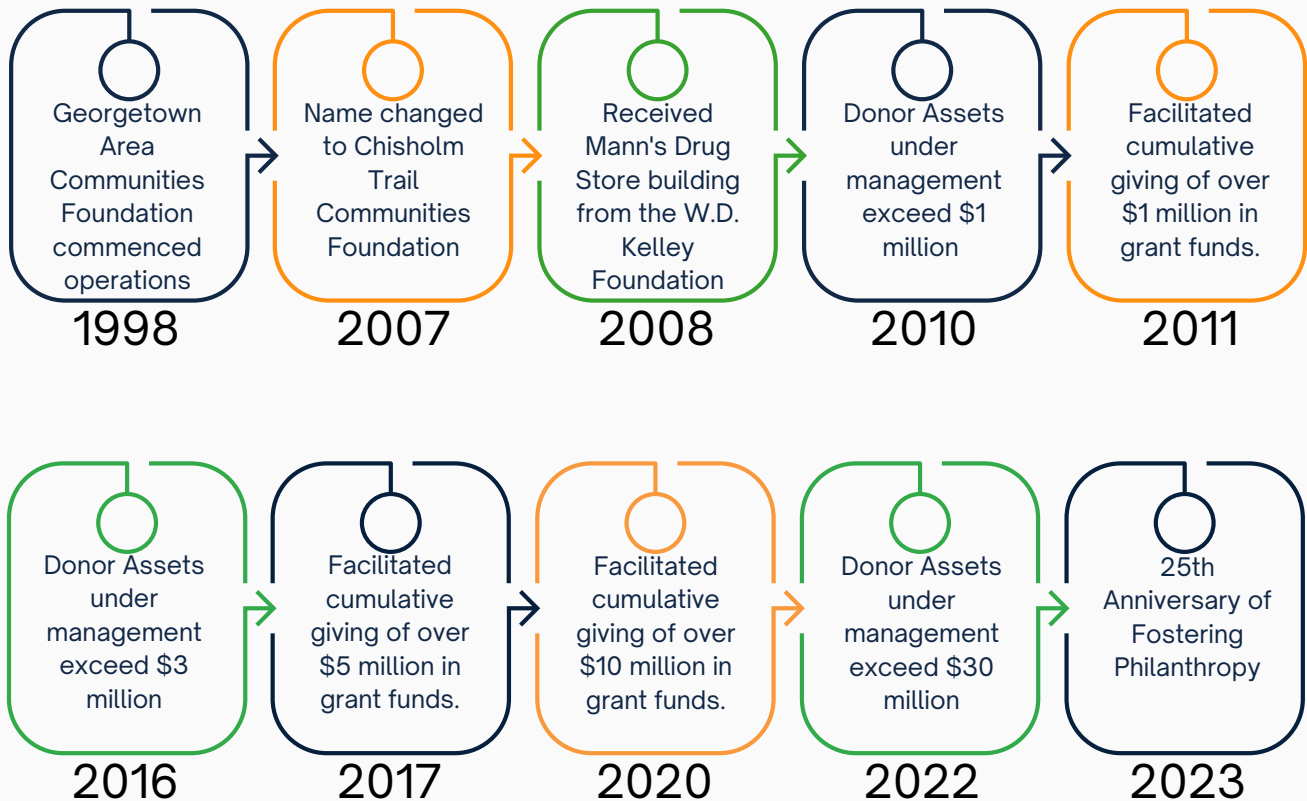 Georgetown
Area
Communities
Foundation
commenced
operations
1998
Name changed
to Chisholm
Trail
Communities
Foundation
2007
Received
Mann's Drug
Store building
from the W.D.
Kelley
Foundation
2008
Donor Assets
under
management
exceed $1
million
2010
Facilitated
cumulative
giving of over
$1 million in
grant funds.
2011
Donor Assets
under
management
exceed $3
million
2016
Facilitated
cumulative
giving of over
$5 million in
grant funds.
2017
Facilitated
cumulative
giving of over
$10 million in
grant funds.
2020
Donor Assets
under
management
exceed $30
million
2022
25th
Anniversary of
Fostering
Philanthropy
2023